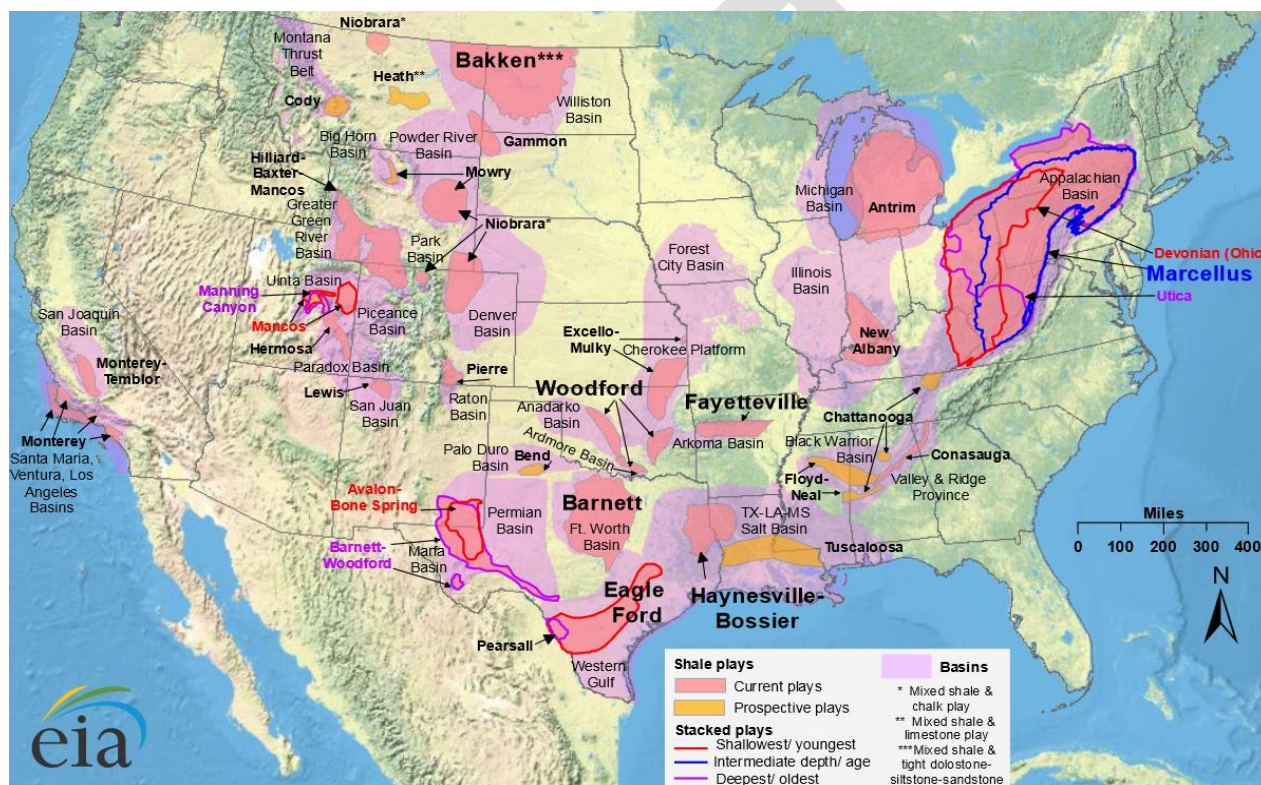 Niobrara*
Montana
Thrust
Belt
Bakken***
Heath**
Williston
Basin
Cody
Big Horn
Basin
Powder River
Basin
Gammon
Hilliard-
Baxter-
Mancos
Mowry
Greater
Green
River
Basin
Niobrara*
Park
Basin
Michigan
Basin
Antrim
Appalachian
Basin
Devonian (Ohio
Marcellus
Utica
Forest
City Basin
Illinois
Basin
Uinta Basin
Manning
Canyon
Mancos
Piceance
Basin
Denver
Basin
Hermosa
Paradox Basin
San Joaquin
Basin
Monterey-
Temblor
Excello-
Mulky
Cherokee Platform
New
Albany
Lewis
San Juan
Basin
Pierre
Raton
Basin
Woodford
Anadarko
Basin
Fayetteville
Chattanooga
Arkoma Basin
Black Warrior
Basin
Conasauga
Monterey
Santa Maria,
Ventura, Los
Angeles
Basins
Palo Duro
Basin
Bend
Ardmore Basin
Floyd-
Neal
Valley & Ridge
Province
Avalon-
Bone Spring
Permian
Basin
Barnett
Ft. Worth
Basin
TX-LA-MS
Salt Basin
Tuscaloosa
Barnett-
Woodford
Marfa
Basin
Eagle
Ford
Haynesville-
Bossier
Pearsall
Western
Gulf
Miles
0 100 200 300 400
N
eia
Shale plays
Current plays
Prospective plays
Stacked plays
Shallowest/ youngest
Intermediate depth/ age
Deepest/ oldest
Basins
* Mixed shale &
chalk play
** Mixed shale &
limestone play
***Mixed shale &
tight dolostone-
siltstone-sandstone